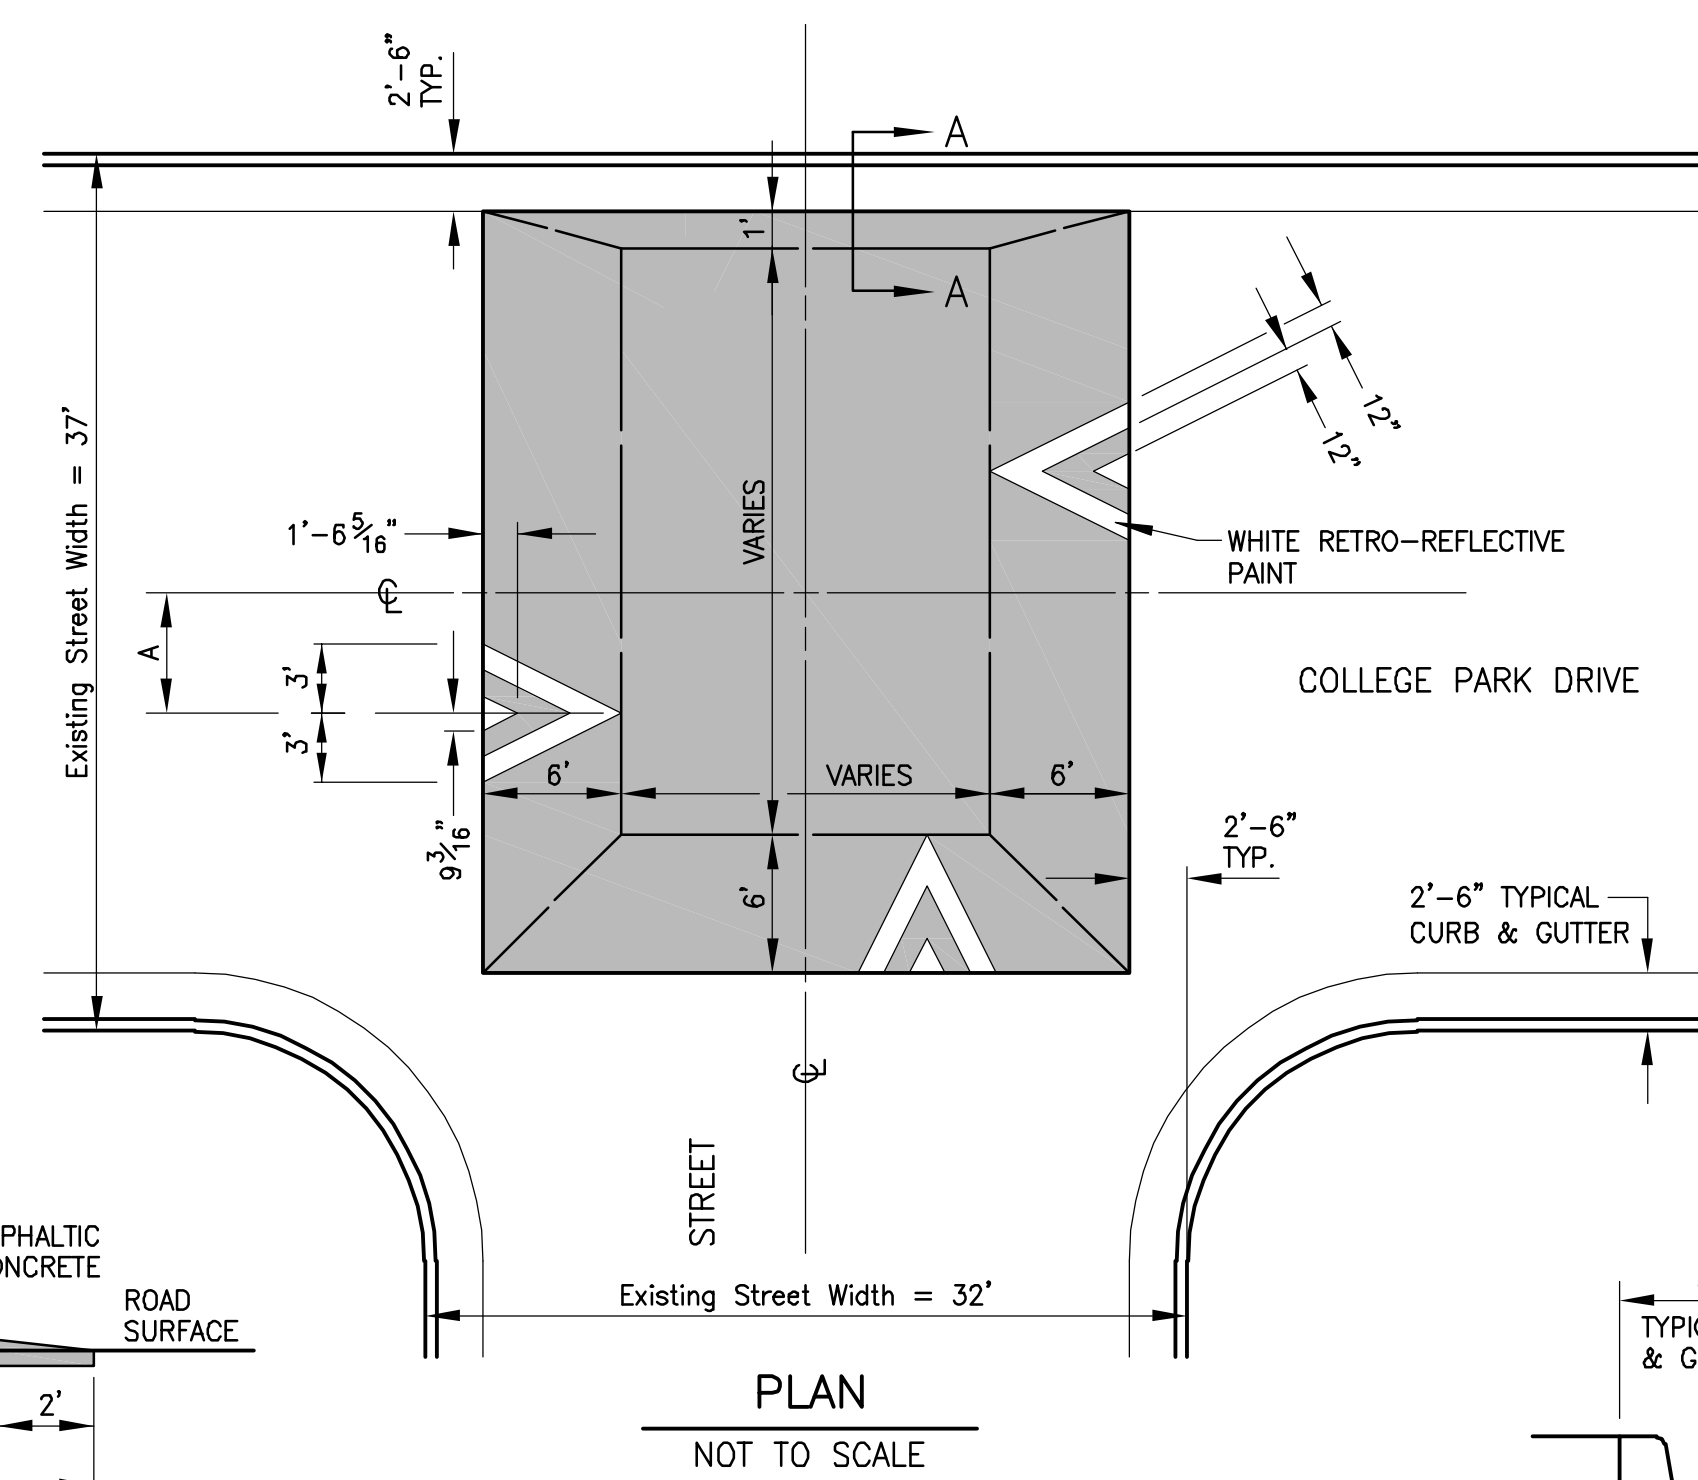 2'-6"
TYP.
A
1'
A
Existing Street Width = 37'
12"
12"
VARIES
1'-6 5/16"
WHITE RETRO-REFLECTIVE
PAINT
℄
A
3'
3'
COLLEGE PARK DRIVE
6'
VARIES
6'
9 3/16"
2'-6"
TYP.
6'
2'-6" TYPICAL
CURB & GUTTER
℄
STREET
PHALTIC
ONCRETE
ROAD
SURFACE
Existing Street Width = 32'
TYPIC
& G
2'
PLAN
NOT TO SCALE